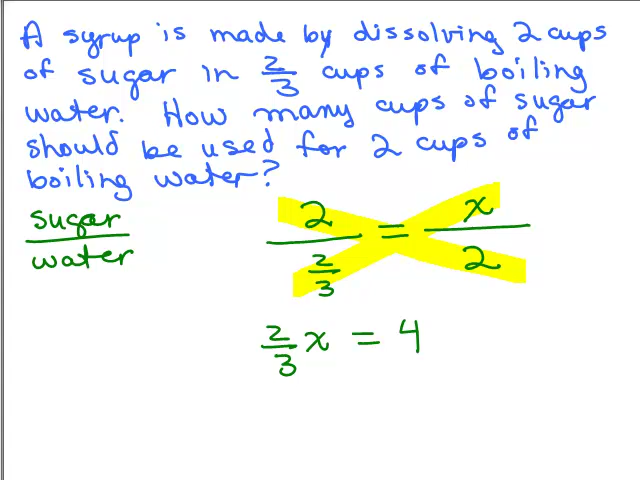 A syrup is made by dissolving 2 cups
of sugar in 2/3 cups of boiling
water. How many cups of sugar
should be used for 2 cups of
boiling water?
sugar/water 2/(2/3) = x/2
2/3 x = 4